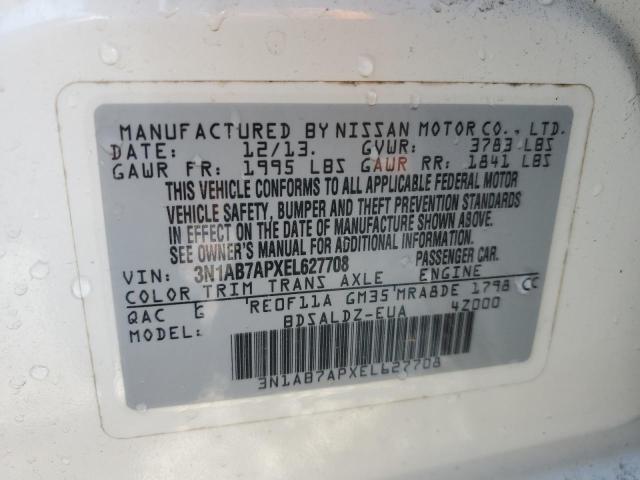 MANUFACTURED BY NISSAN MOTOR CO., LTD.
DATE: 12/13. GVWR: 3783 LBS
GAWR FR: 1995 LBS GAWR RR: 1841 LBS
THIS VEHICLE CONFORMS TO ALL APPLICABLE FEDERAL MOTOR
VEHICLE SAFETY, BUMPER AND THEFT PREVENTION STANDARDS
IN EFFECT ON THE DATE OF MANUFACTURE SHOWN ABOVE.
SEE OWNER'S MANUAL FOR ADDITIONAL INFORMATION.
VIN: 3N1AB7APXEL627708 PASSENGER CAR.
COLOR TRIM TRANS AXLE ENGINE
QAC G RE0F11A GM35 MRA8DE 1798 CC
MODEL: BDSALDZ-EUA 4Z000
3N1AB7APXEL627708